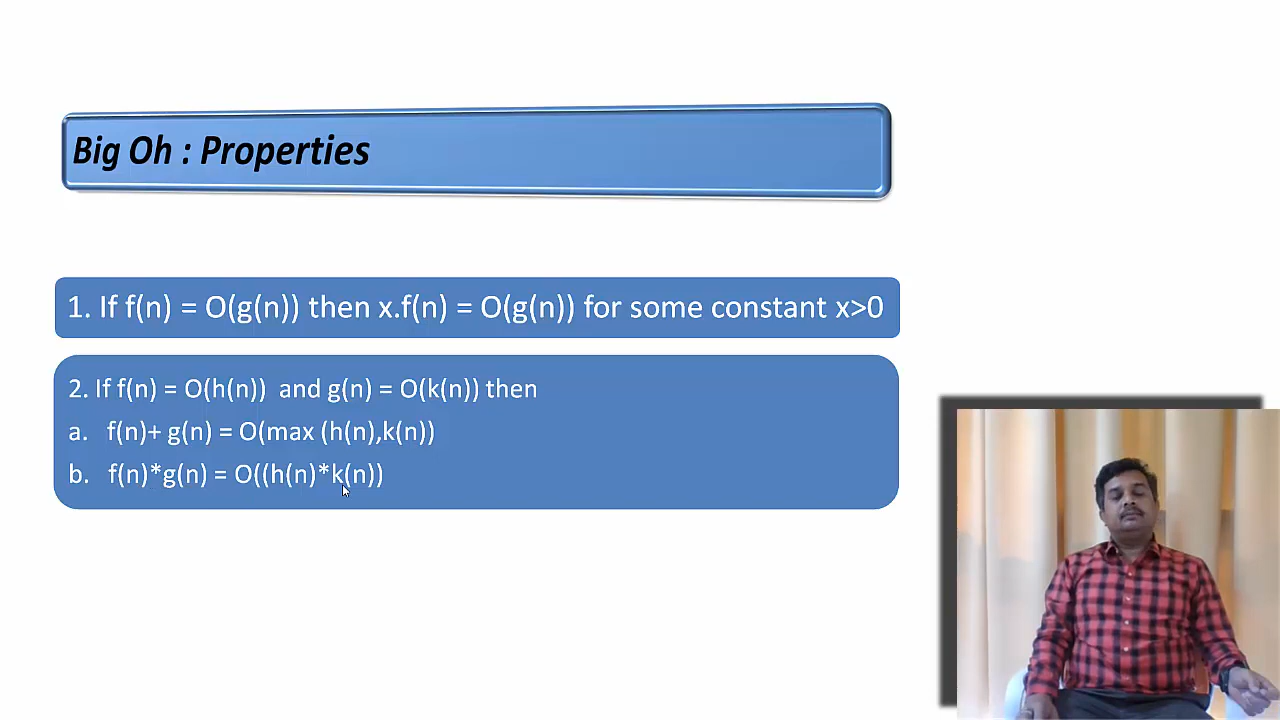 Big Oh : Properties
1. If f(n) = O(g(n)) then x.f(n) = O(g(n)) for some constant x>0
2. If f(n) = O(h(n))  and g(n) = O(k(n)) then
a.   f(n)+ g(n) = O(max (h(n),k(n))
b.   f(n)*g(n) = O((h(n)*k(n))